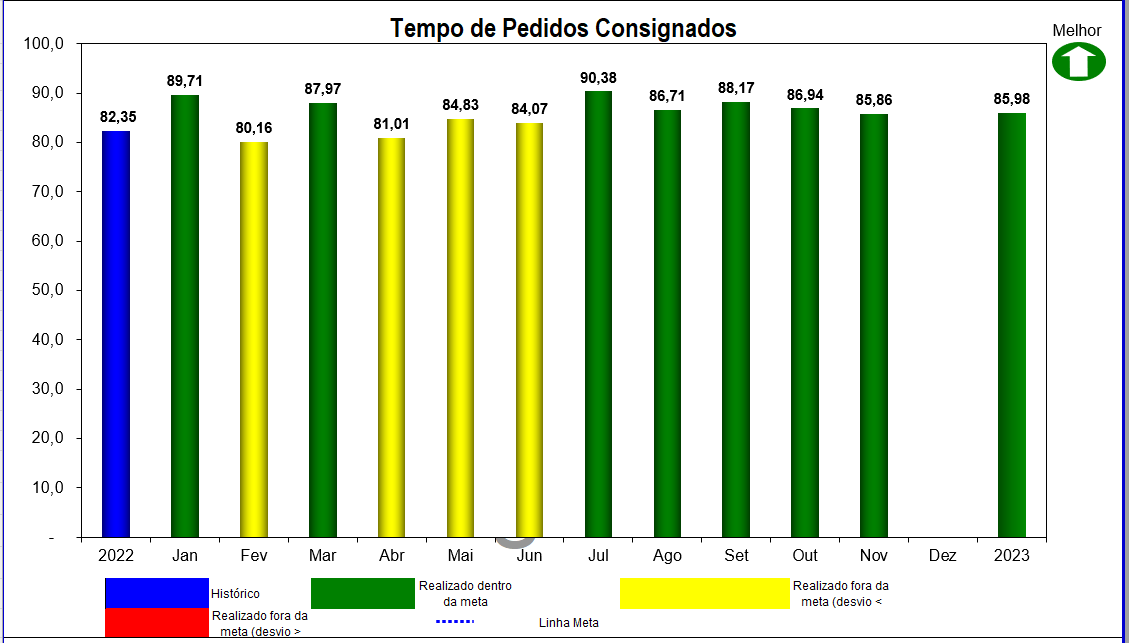 Tempo de Pedidos Consignados
Melhor
100,0
90,0
80,0
70,0
60,0
50,0
40,0
30,0
20,0
10,0
-
82,35
89,71
80,16
87,97
81,01
84,83
84,07
90,38
86,71
88,17
86,94
85,86
85,98
2022 Jan Fev Mar Abr Mai Jun Jul Ago Set Out Nov Dez 2023
Histórico
Realizado dentro
da meta
Realizado fora da
meta (desvio <
Realizado fora da
meta (desvio >
Linha Meta